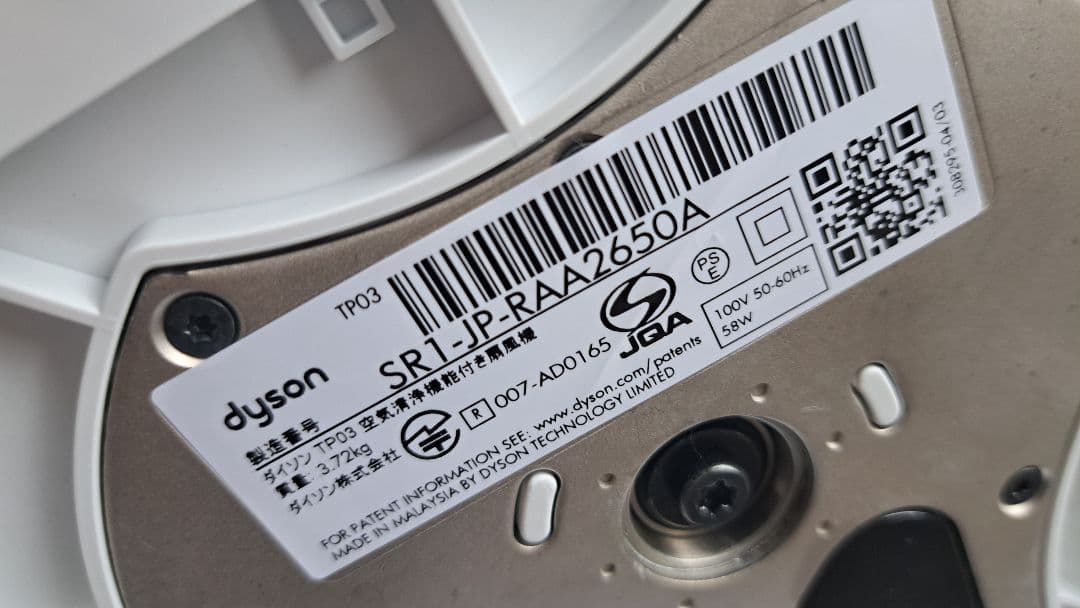 TP03
dyson
SR1-JP-RAA2650A
製造番号
ダイソン TP03 空気清浄機能付き扇風機
質量: 3.72kg
ダイソン株式会社
R 007-AD0165
JQA
PS
E
100V 50-60Hz
58W
FOR PATENT INFORMATION SEE: www.dyson.com/patents
MADE IN MALAYSIA BY DYSON TECHNOLOGY LIMITED
308295-04/03